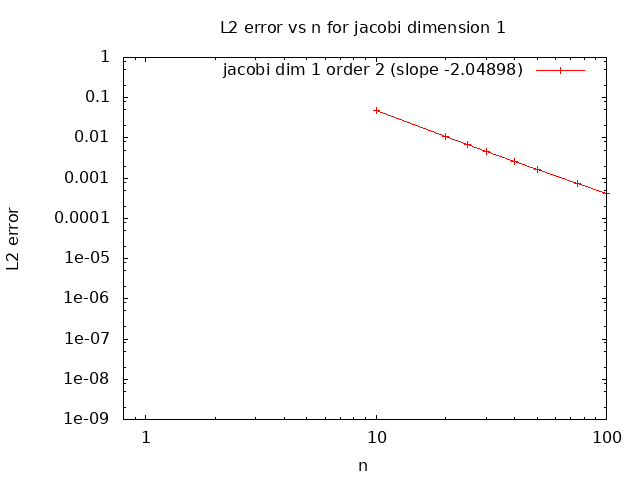 L2 error vs n for jacobi dimension 1
jacobi dim 1 order 2 (slope -2.04898)
L2 error
1
0.1
0.01
0.001
0.0001
1e-05
1e-06
1e-07
1e-08
1e-09
1 10 100
n